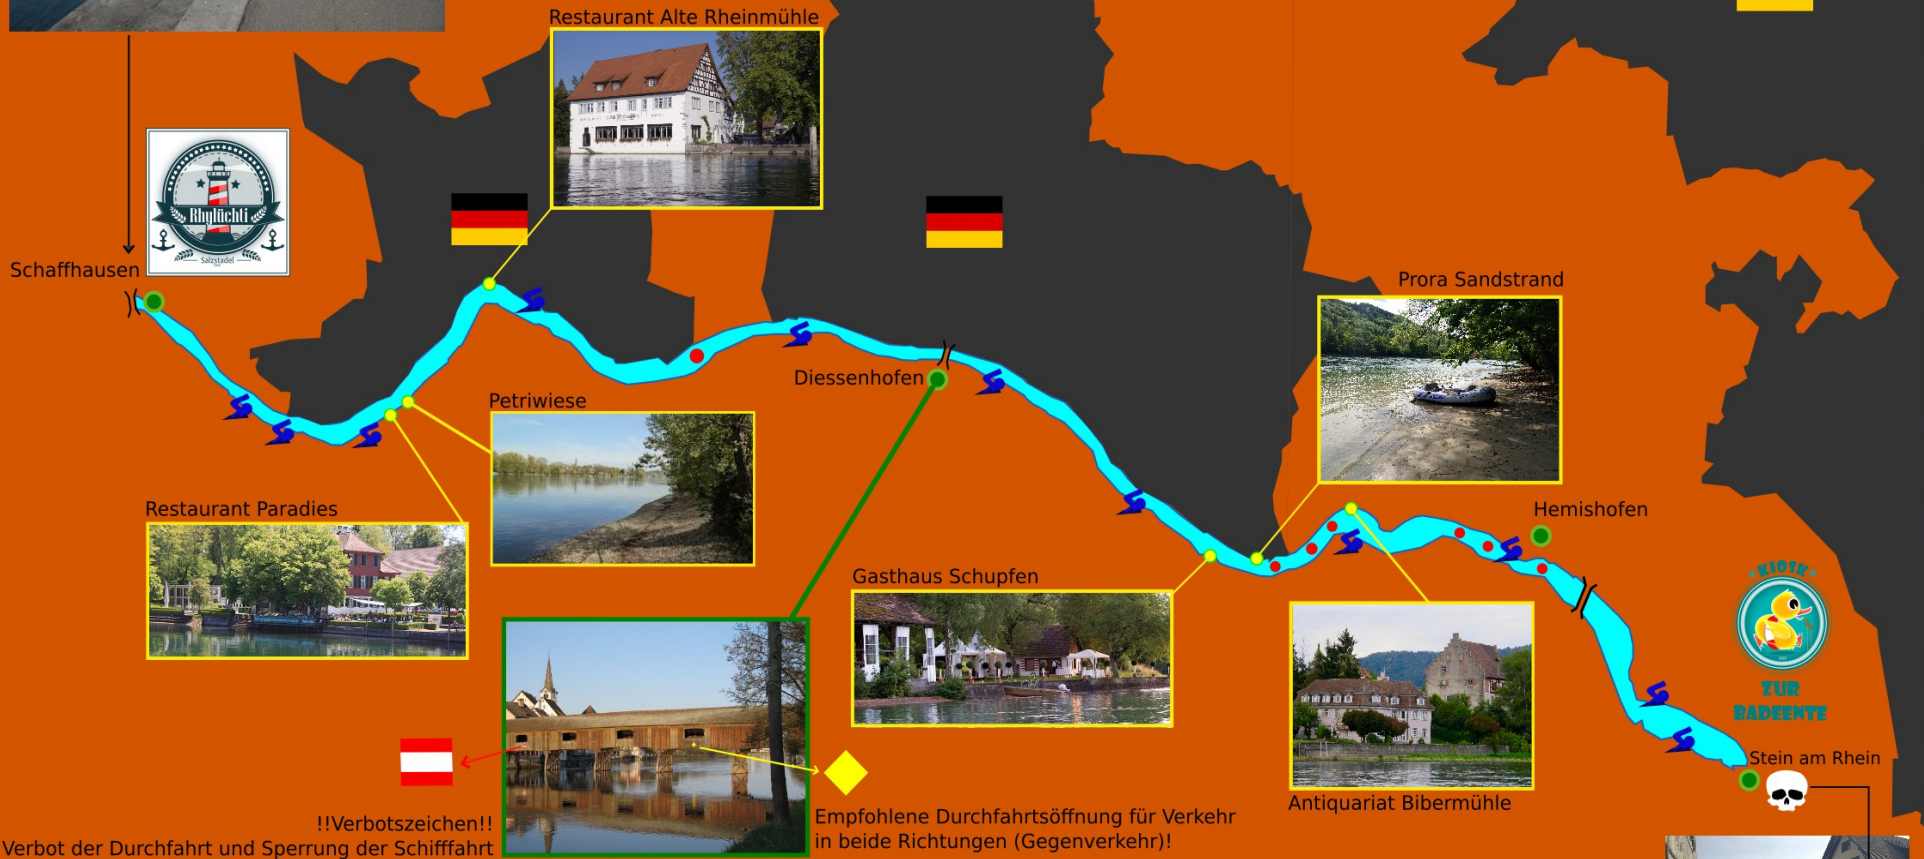 Restaurant Alte Rheinmühle
Rhylüchti
Salzstadel
Schaffhausen
Prora Sandstrand
Diessenhofen
Petriwiese
Restaurant Paradies
Hemishofen
Gasthaus Schupfen
KIOSK
ZUR
BADEENTE
Stein am Rhein
Antiquariat Bibermühle
!!Verbotszeichen!!
Verbot der Durchfahrt und Sperrung der Schifffahrt
Empfohlene Durchfahrtsöffnung für Verkehr
in beide Richtungen (Gegenverkehr)!